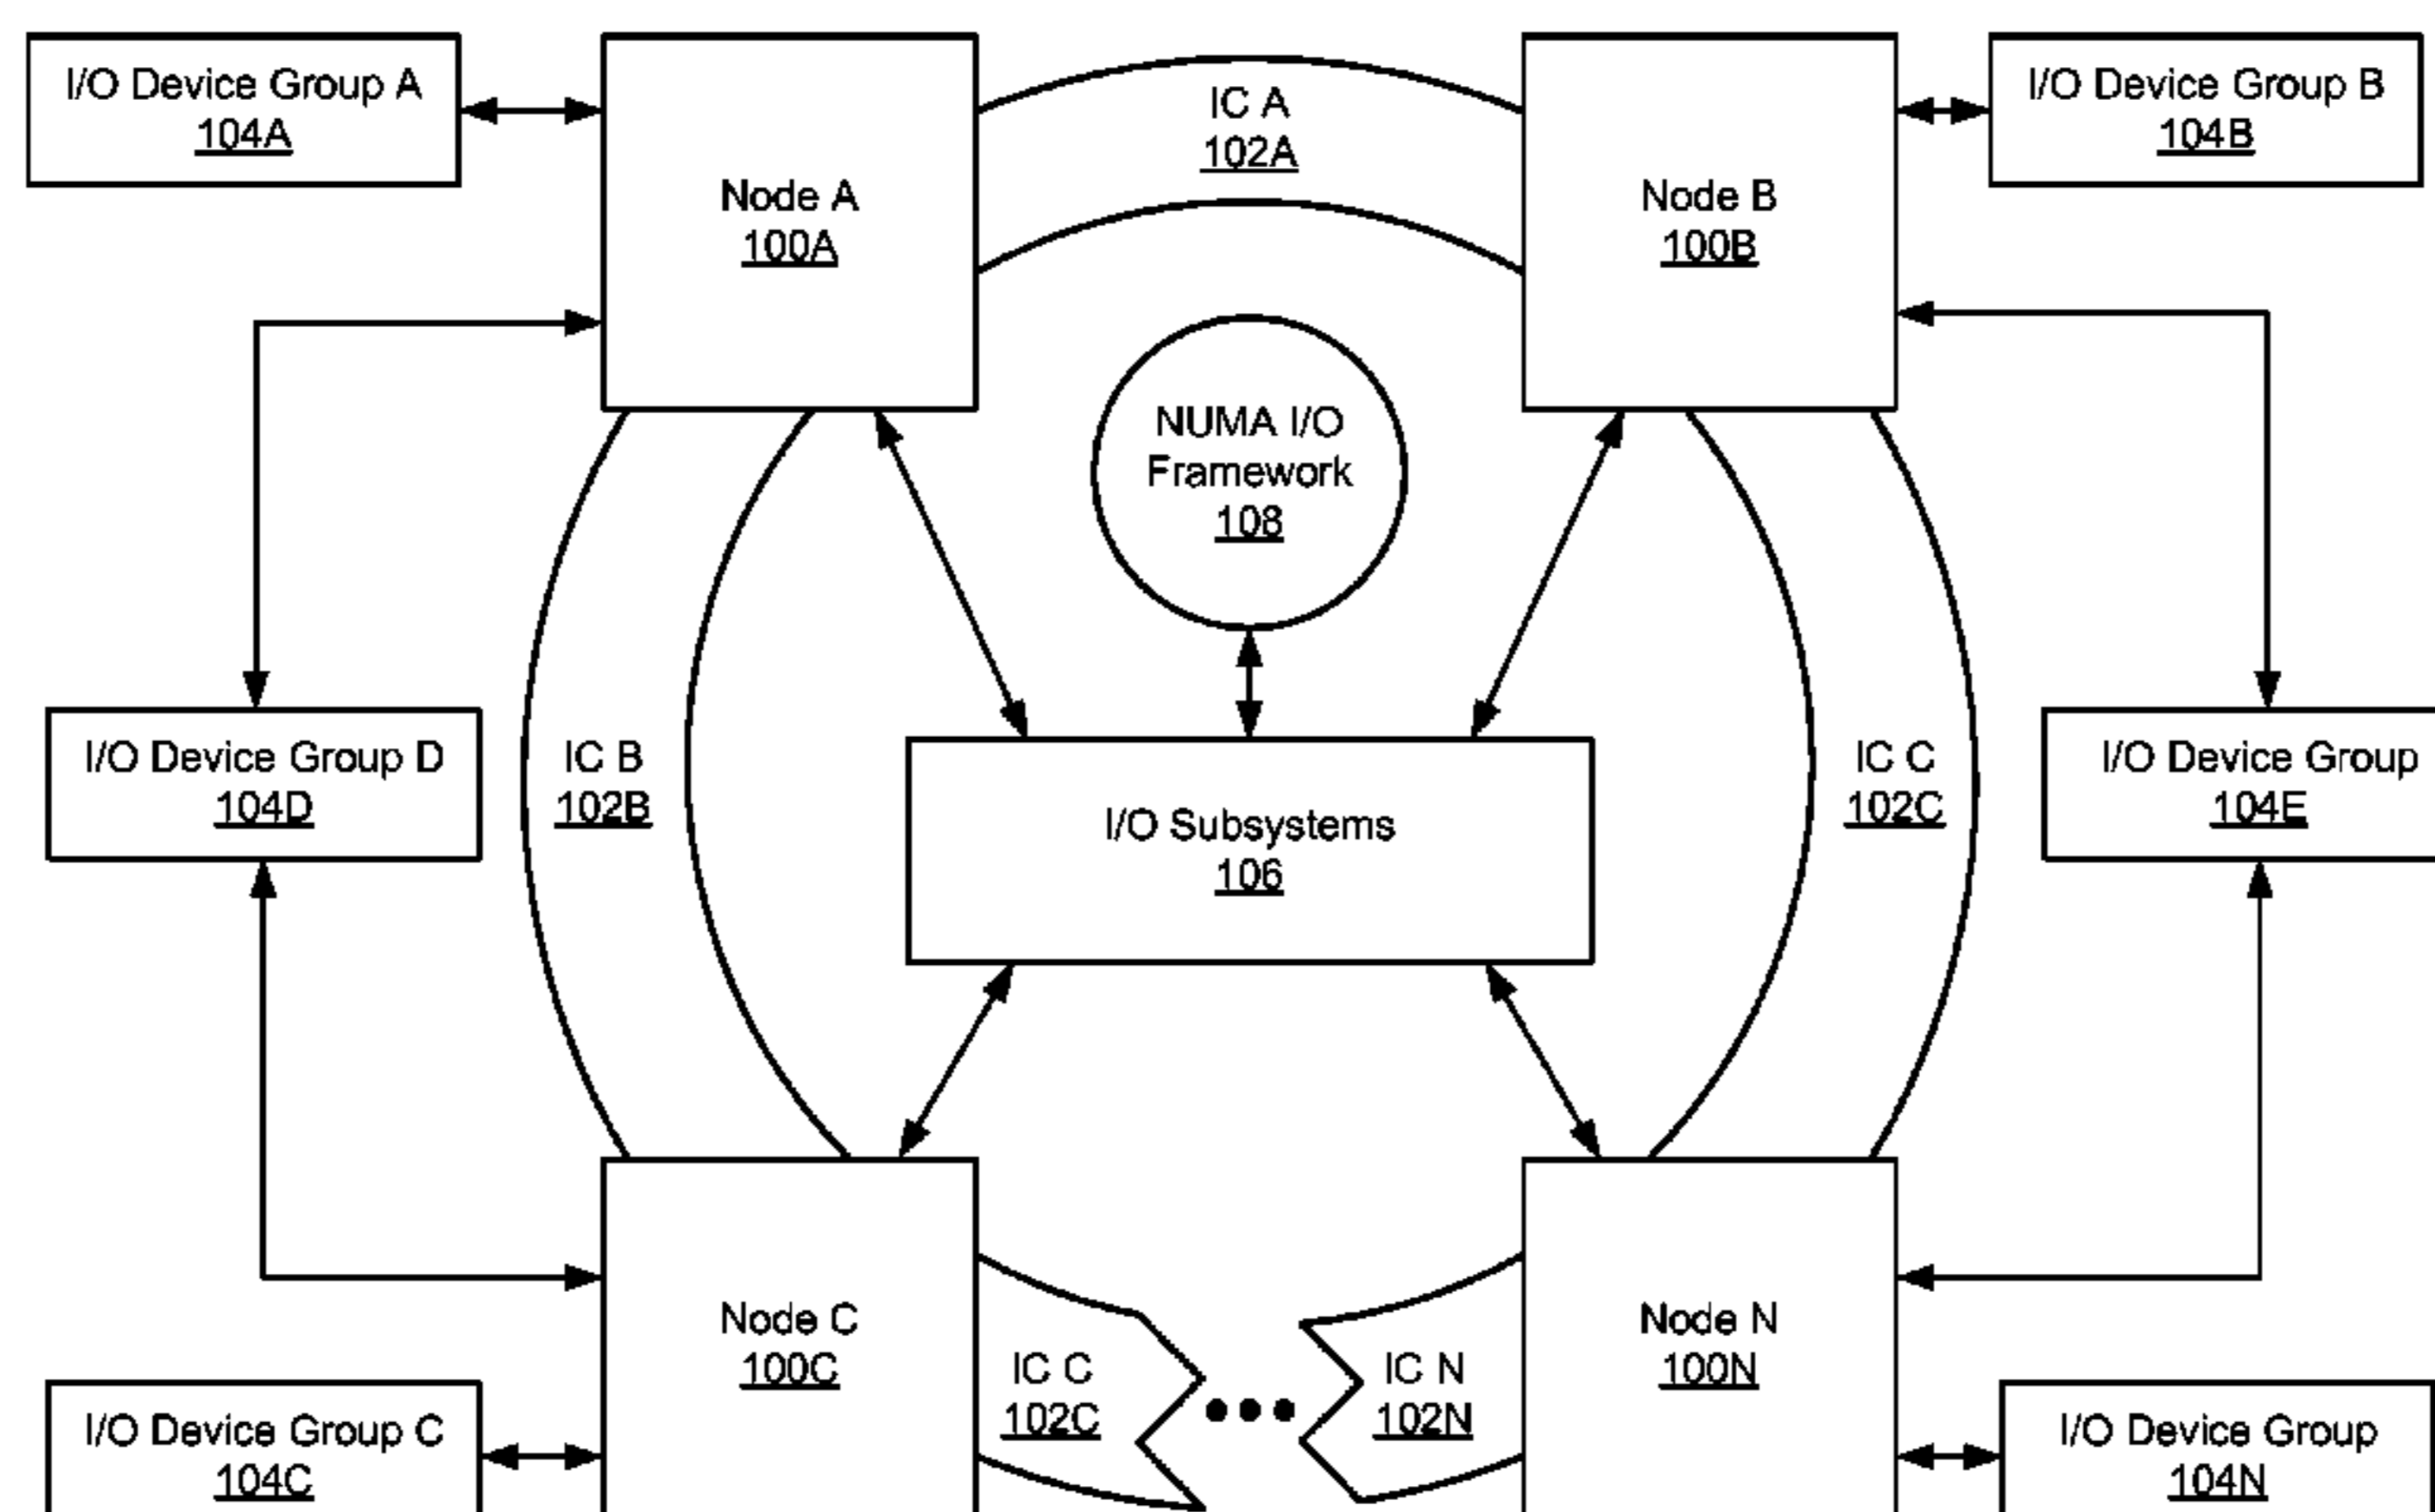 I/O Device Group A
104A
Node A
100A
IC A
102A
Node B
100B
I/O Device Group B
104B
NUMA I/O
Framework
108
I/O Device Group D
104D
IC B
102B
I/O Subsystems
106
IC C
102C
I/O Device Group
104E
Node C
100C
Node N
100N
IC C
102C
IC N
102N
I/O Device Group C
104C
I/O Device Group
104N